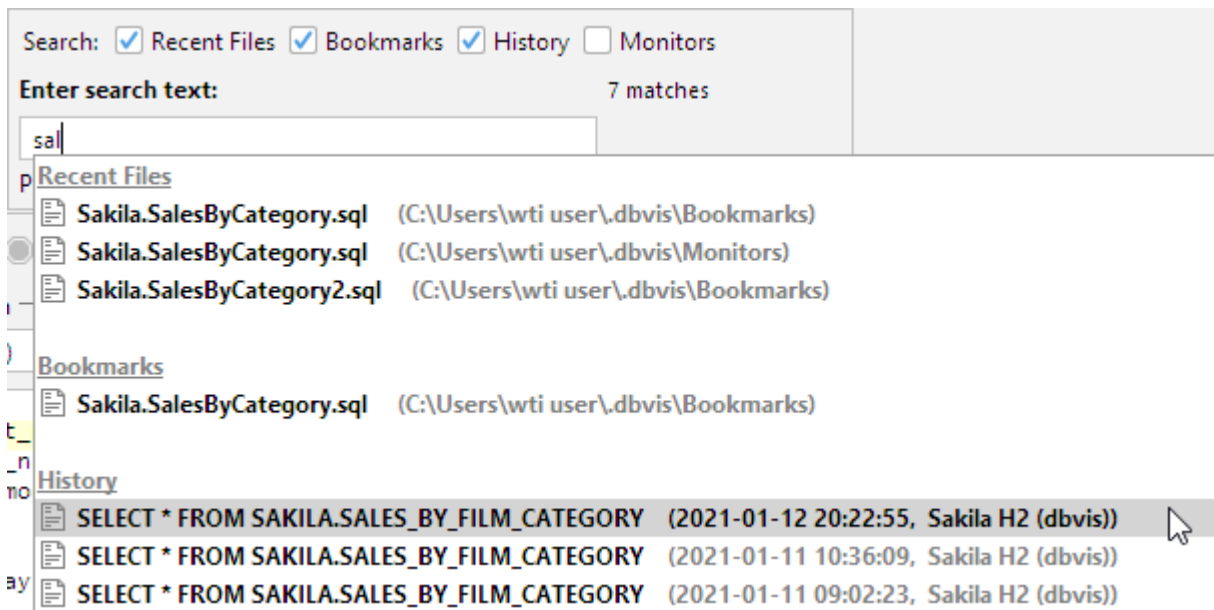 Search: Recent Files Bookmarks History Monitors
Enter search text: 7 matches
sal
Recent Files
Sakila.SalesByCategory.sql (C:\Users\wti user\.dbvis\Bookmarks)
Sakila.SalesByCategory.sql (C:\Users\wti user\.dbvis\Monitors)
Sakila.SalesByCategory2.sql (C:\Users\wti user\.dbvis\Bookmarks)
Bookmarks
Sakila.SalesByCategory.sql (C:\Users\wti user\.dbvis\Bookmarks)
History
SELECT * FROM SAKILA.SALES_BY_FILM_CATEGORY (2021-01-12 20:22:55, Sakila H2 (dbvis))
SELECT * FROM SAKILA.SALES_BY_FILM_CATEGORY (2021-01-11 10:36:09, Sakila H2 (dbvis))
SELECT * FROM SAKILA.SALES_BY_FILM_CATEGORY (2021-01-11 09:02:23, Sakila H2 (dbvis))